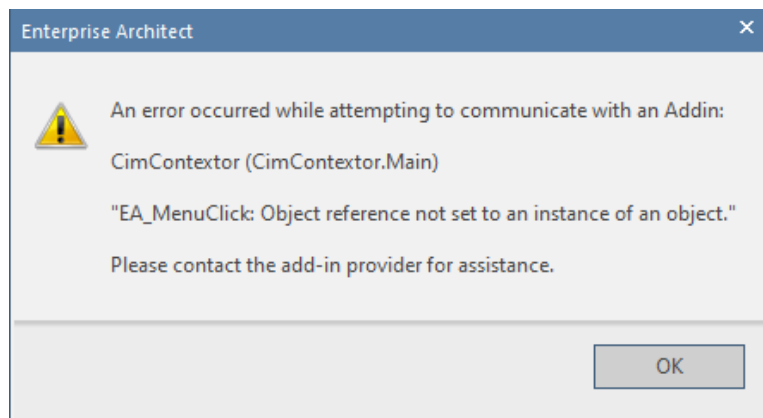 Enterprise Architect
An error occurred while attempting to communicate with an Addin:
CimContextor (CimContextor.Main)
"EA_MenuClick: Object reference not set to an instance of an object."
Please contact the add-in provider for assistance.
OK